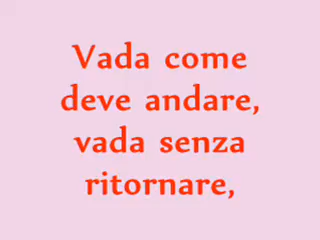 Vada come
deve andare,
vada senza
ritornare,